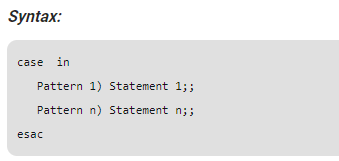 Syntax:
case  in
   Pattern 1) Statement 1;;
   Pattern n) Statement n;;
esac